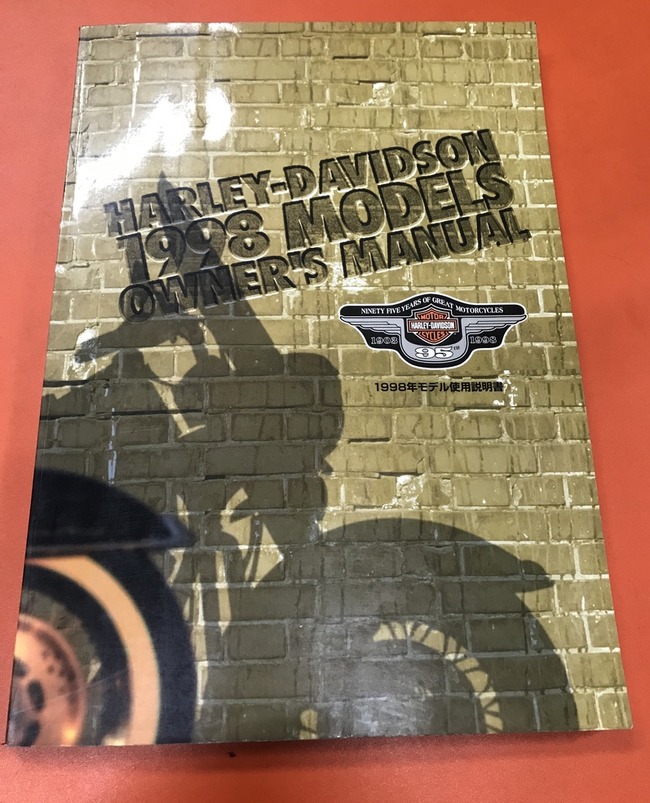 HARLEY-DAVIDSON
1998 MODELS
OWNER'S MANUAL
NINETY FIVE YEARS OF GREAT MOTORCYCLES
MOTOR
HARLEY-DAVIDSON
CYCLES
1903 1998
95TH
1998年モデル使用説明書